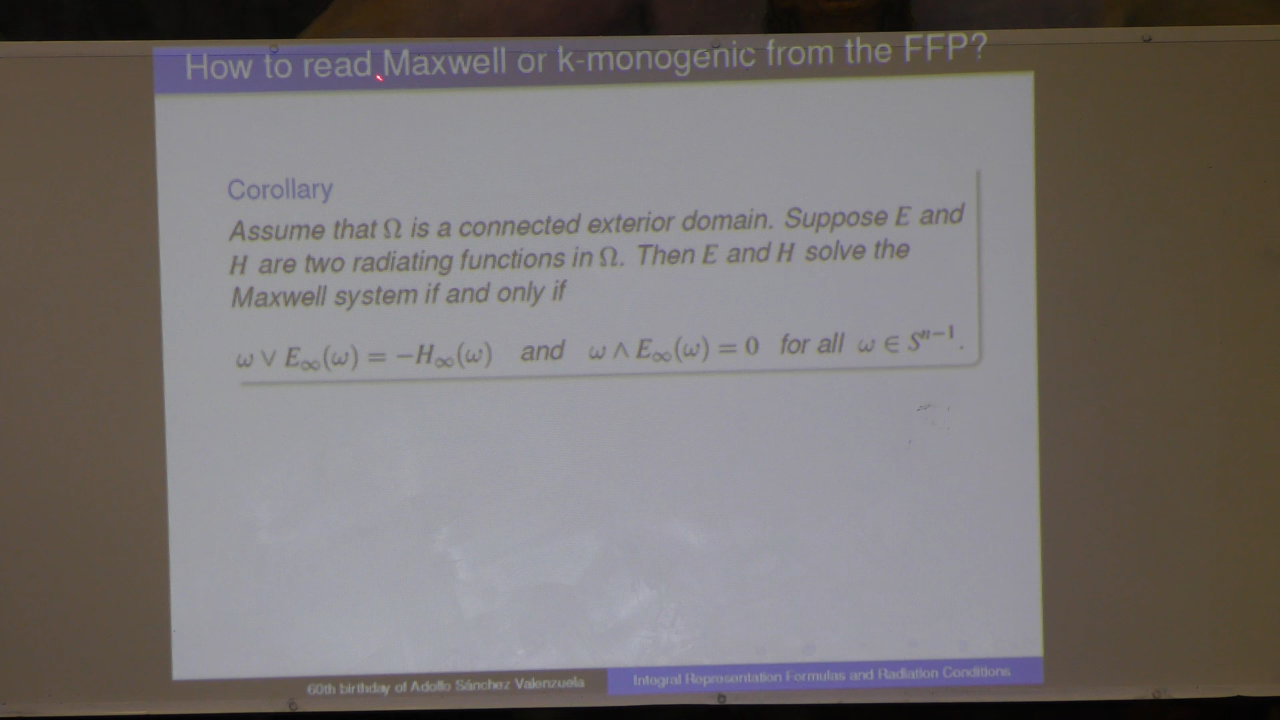 How to read Maxwell or k-monogenic from the FFP?
Corollary
Assume that Ω is a connected exterior domain. Suppose E and
H are two radiating functions in Ω. Then E and H solve the
Maxwell system if and only if
ω ∨ E∞(ω) = −H∞(ω) and ω ∧ E∞(ω) = 0 for all ω ∈ Sⁿ⁻¹.
60th birthday of Adolfo Sánchez Valenzuela
Integral Representation Formulas and Radiation Conditions